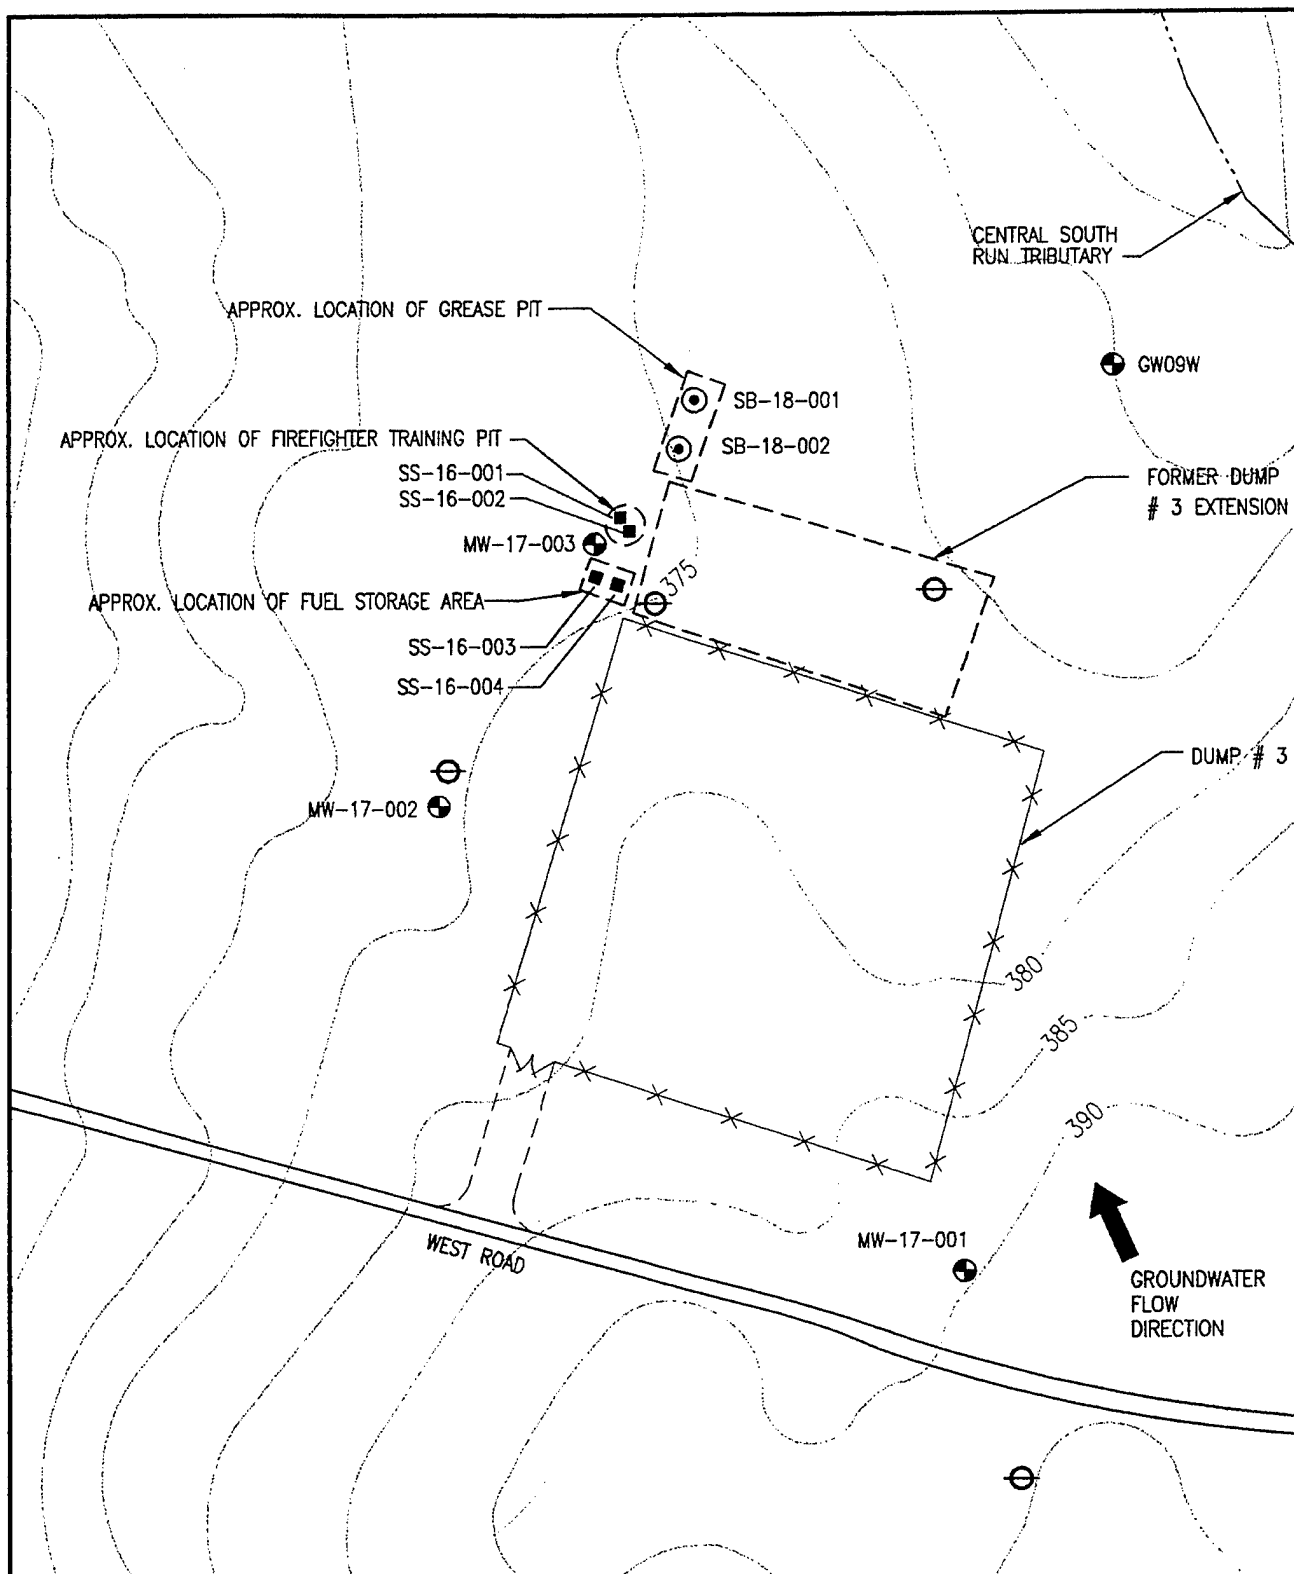 CENTRAL SOUTH
RUN TRIBUTARY
APPROX. LOCATION OF GREASE PIT
GW09W
SB-18-001
APPROX. LOCATION OF FIREFIGHTER TRAINING PIT
SB-18-002
SS-16-001
SS-16-002
FORMER DUMP
# 3 EXTENSION
MW-17-003
375
APPROX. LOCATION OF FUEL STORAGE AREA
SS-16-003
SS-16-004
DUMP # 3
MW-17-002
380
385
390
MW-17-001
WEST ROAD
GROUNDWATER
FLOW
DIRECTION